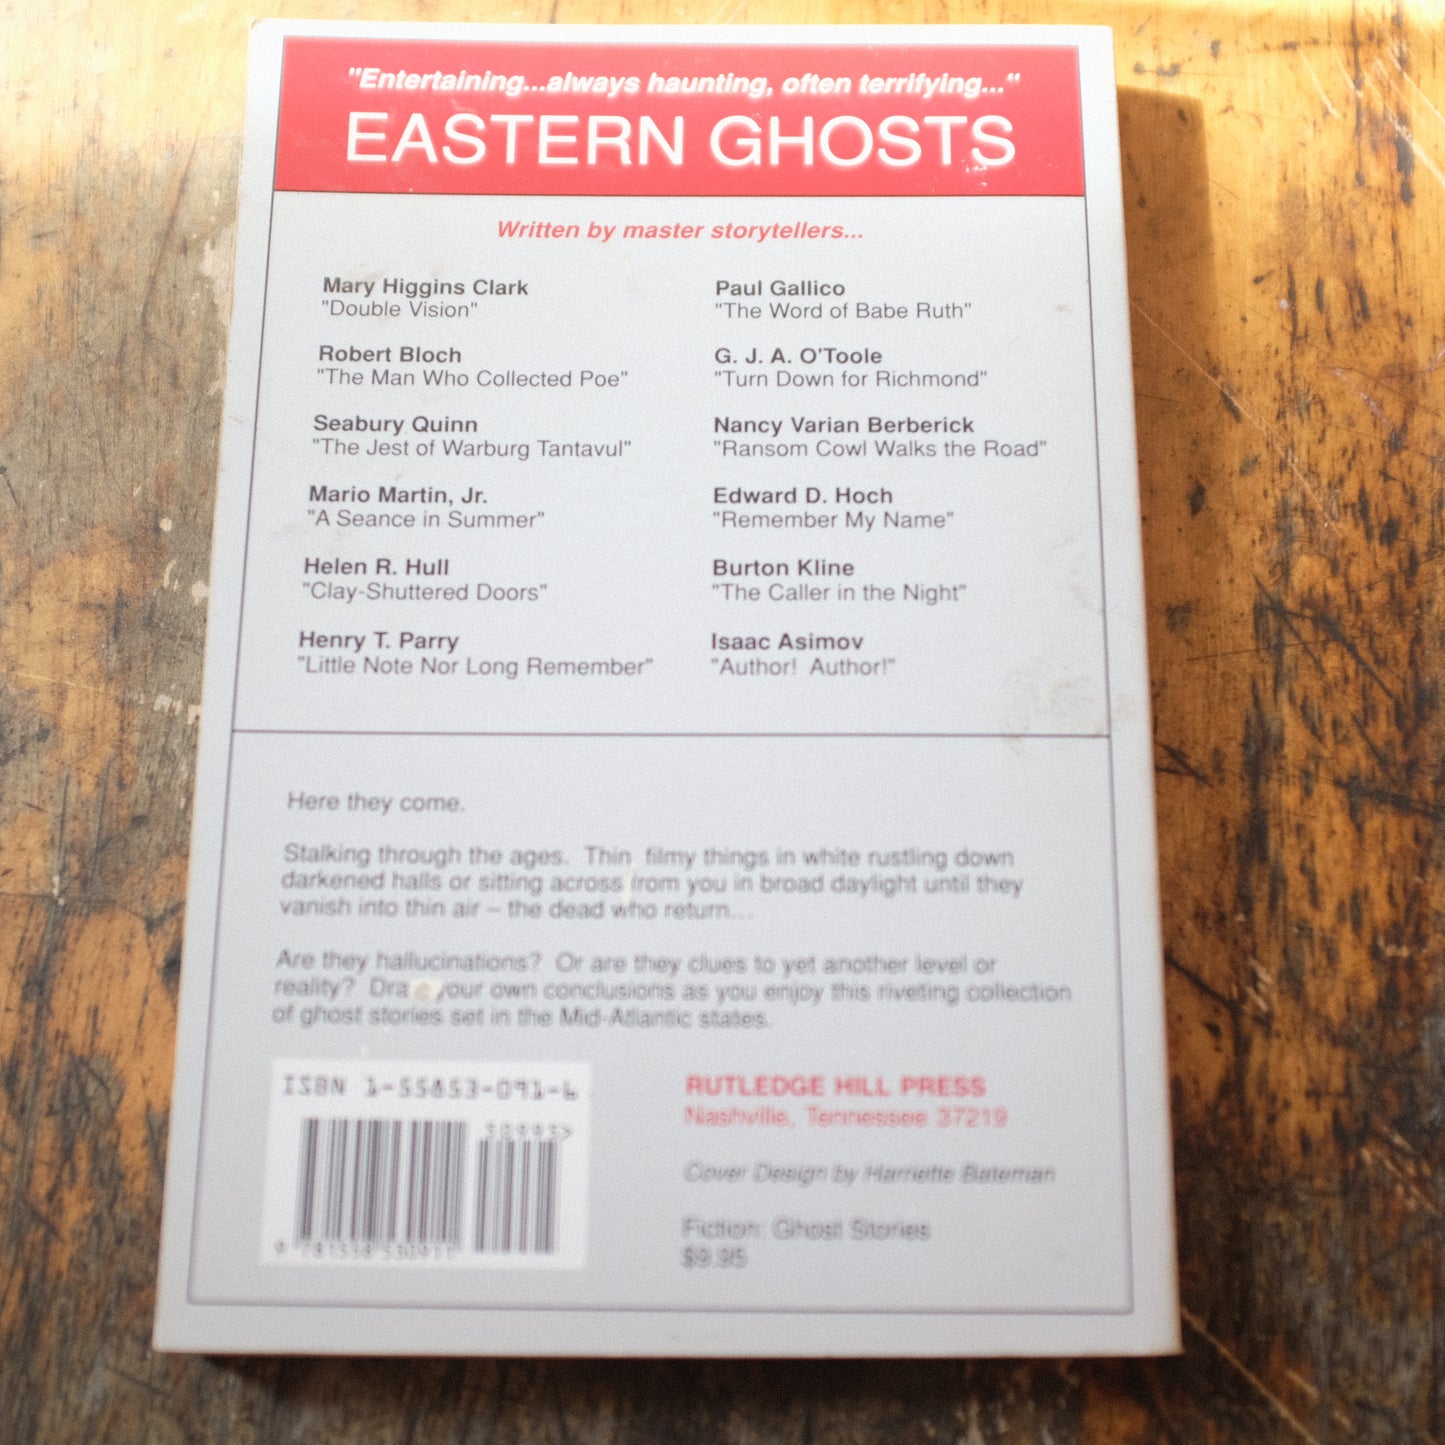 "Entertaining...always haunting, often terrifying..."
EASTERN GHOSTS
Written by master storytellers...
Mary Higgins Clark
"Double Vision"
Robert Bloch
"The Man Who Collected Poe"
Seabury Quinn
"The Jest of Warburg Tantavul"
Mario Martin, Jr.
"A Seance in Summer"
Helen R. Hull
"Clay-Shuttered Doors"
Henry T. Parry
"Little Note Nor Long Remember"
Paul Gallico
"The Word of Babe Ruth"
G. J. A. O'Toole
"Turn Down for Richmond"
Nancy Varian Berberick
"Ransom Cowl Walks the Road"
Edward D. Hoch
"Remember My Name"
Burton Kline
"The Caller in the Night"
Isaac Asimov
"Author!  Author!"
Here they come.
Stalking through the ages.  Thin  filmy things in white rustling down
darkened halls or sitting across from you in broad daylight until they
vanish into thin air – the dead who return....
Are they hallucinations?  Or are they clues to yet another level or
reality?  Dra your own conclusions as you enjoy this riveting collection
of ghost stories set in the Mid-Atlantic states.
ISBN 1-55853-091-6
50995>
9 781558 530911
RUTLEDGE HILL PRESS
Nashville, Tennessee 37219
Cover Design by Harriette Bateman
Fiction: Ghost Stories
$9.95